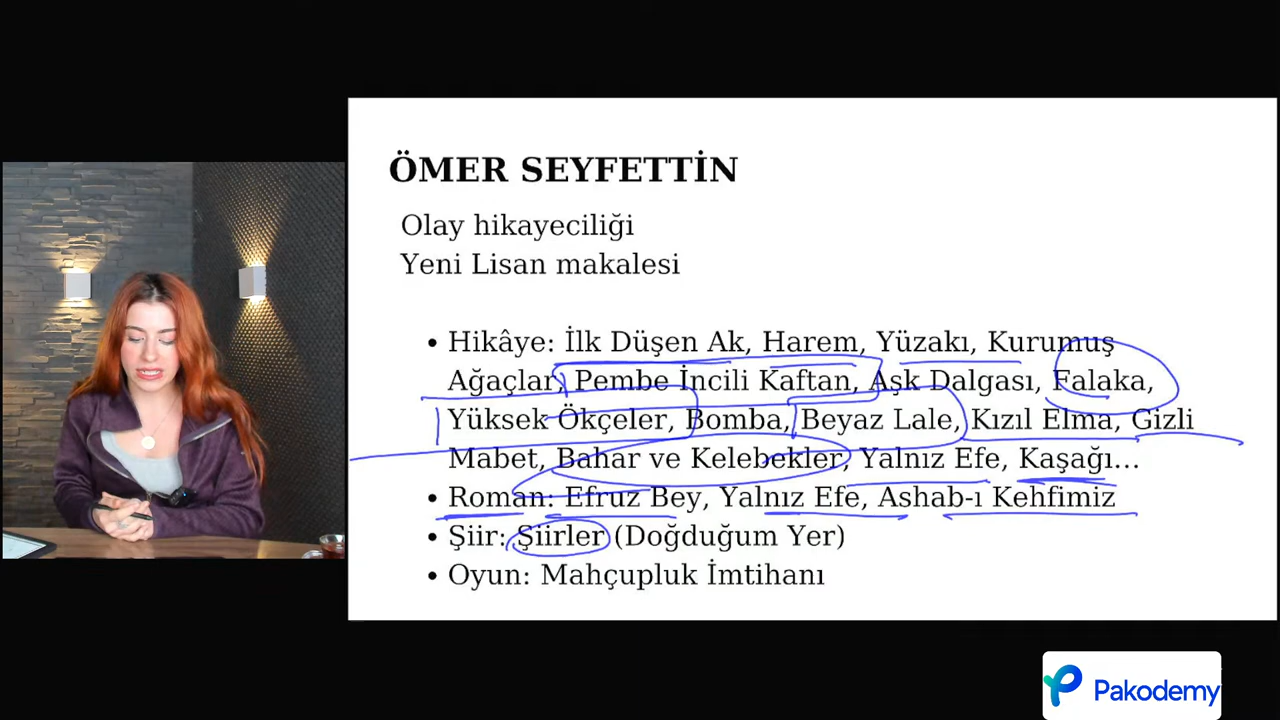 ÖMER SEYFETTİN
Olay hikayeciliği
Yeni Lisan makalesi
• Hikâye: İlk Düşen Ak, Harem, Yüzakı, Kurumuş
Ağaçlar, Pembe İncili Kaftan, Aşk Dalgası, Falaka,
Yüksek Ökçeler, Bomba, Beyaz Lale, Kızıl Elma, Gizli
Mabet, Bahar ve Kelebekler, Yalnız Efe, Kaşağı...
• Roman: Efruz Bey, Yalnız Efe, Ashab-ı Kehfimiz
• Şiir: Şiirler (Doğduğum Yer)
• Oyun: Mahçupluk İmtihanı
Pakodemy